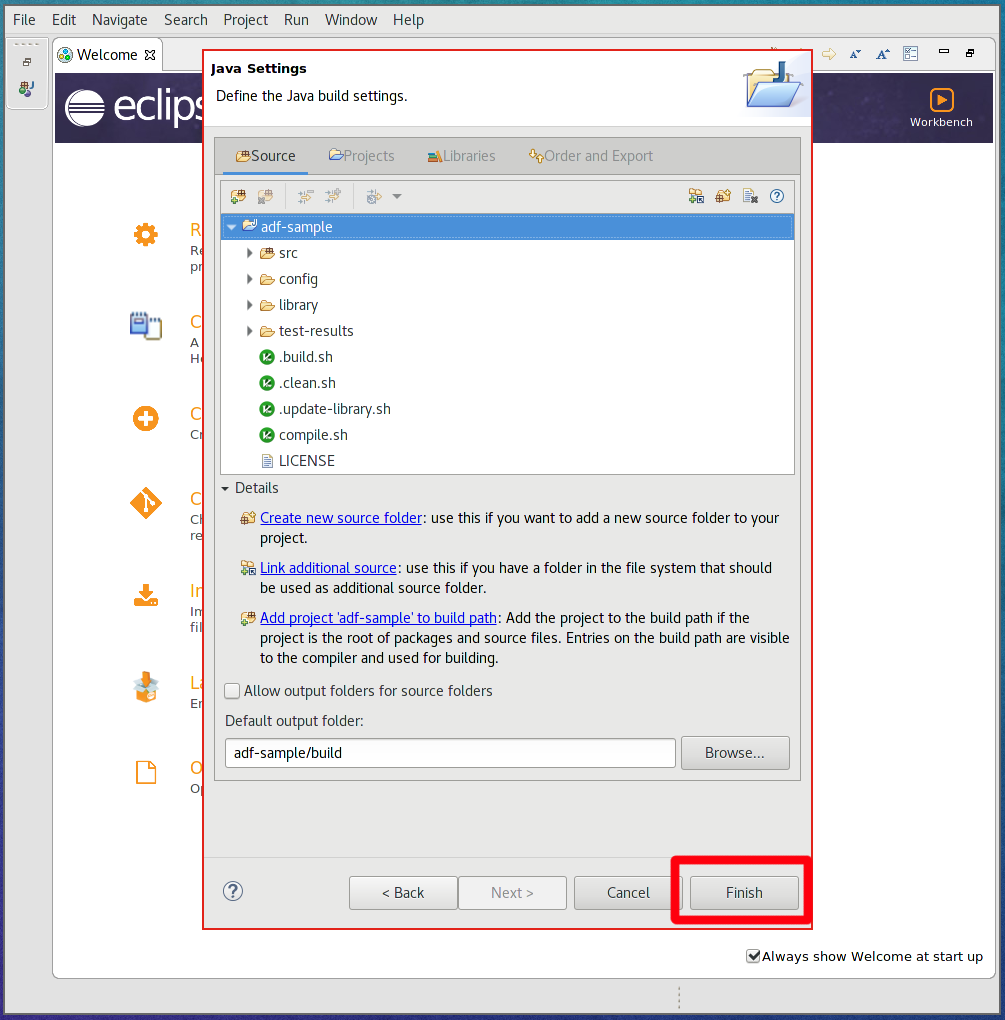 File Edit Navigate Search Project Run Window Help
Welcome
Java Settings
Define the Java build settings.
eclips
Workbench
Source Projects Libraries Order and Export
adf-sample
src
config
library
test-results
.build.sh
.clean.sh
.update-library.sh
compile.sh
LICENSE
R
Re
pr
C
A
He
C
Cr
C
Ch
re
In
Im
fil
La
En
O
Op
Details
Create new source folder: use this if you want to add a new source folder to your
project.
Link additional source: use this if you have a folder in the file system that should
be used as additional source folder.
Add project 'adf-sample' to build path: Add the project to the build path if the
project is the root of packages and source files. Entries on the build path are visible
to the compiler and used for building.
Allow output folders for source folders
Default output folder:
adf-sample/build Browse...
< Back Next > Cancel Finish
Always show Welcome at start up